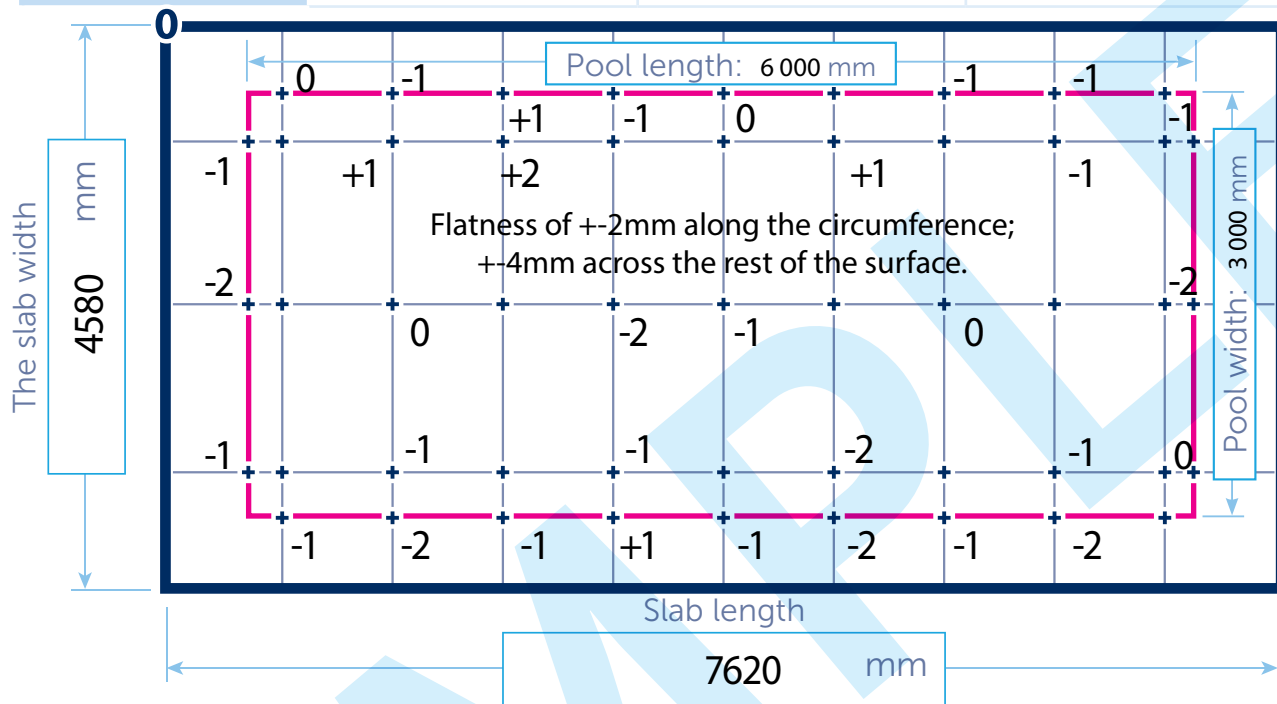 0
Pool length: 6 000 mm
0 -1 -1 -1
+1 -1 0 -1
-1 +1 +2 +1 -1
Flatness of +-2mm along the circumference;
+-4mm across the rest of the surface.
-2 -2
0 -2 -1 0
-1 -1 -1 -2 -1 0
-1 -2 -1 +1 -1 -2 -1 -2
The slab width
4580 mm
Pool width: 3 000 mm
Slab length
7620 mm
MPLE